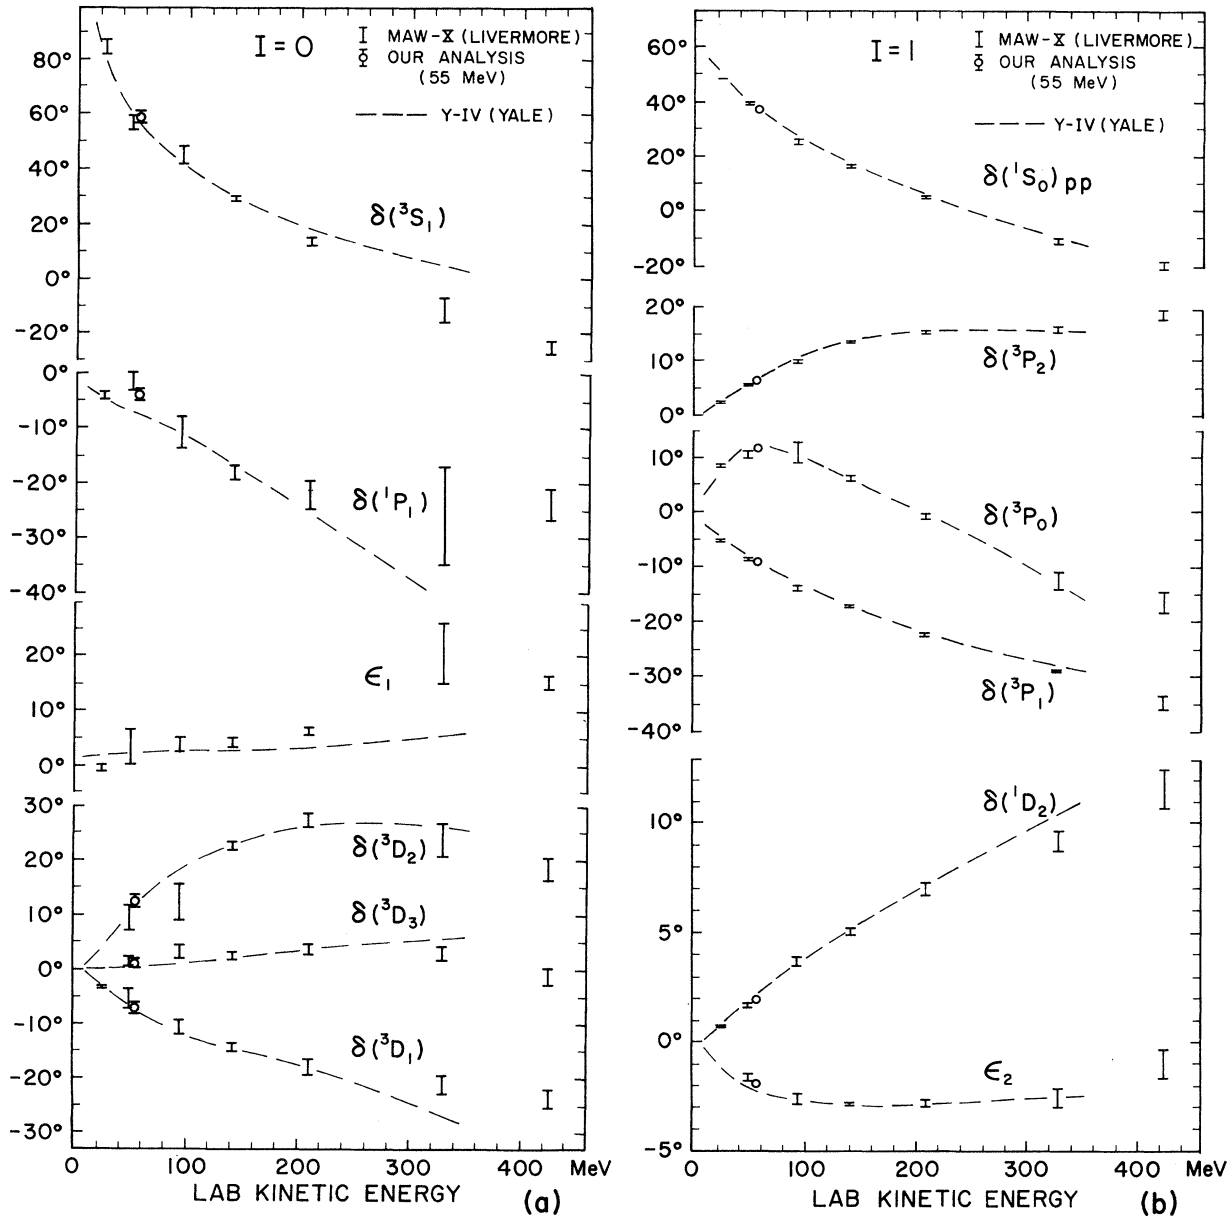 I = 0
MAW-X (LIVERMORE)
OUR ANALYSIS
(55 MeV)
Y-IV (YALE)
80°
60°
40°
20°
0°
-20°
δ(³S₁)
0°
-10°
-20°
-30°
-40°
δ(¹P₁)
20°
10°
0°
ϵ₁
30°
20°
10°
0°
-10°
-20°
-30°
δ(³D₂)
δ(³D₃)
δ(³D₁)
0 100 200 300 400 MeV
LAB KINETIC ENERGY (a)
I = 1
MAW-X (LIVERMORE)
OUR ANALYSIS
(55 MeV)
Y-IV (YALE)
60°
40°
20°
0°
-20°
δ(¹S₀)pp
20°
10°
0°
δ(³P₂)
10°
0°
-10°
-20°
-30°
-40°
δ(³P₀)
δ(³P₁)
10°
5°
0°
-5°
δ(¹D₂)
ϵ₂
0 100 200 300 400 MeV
LAB KINETIC ENERGY (b)